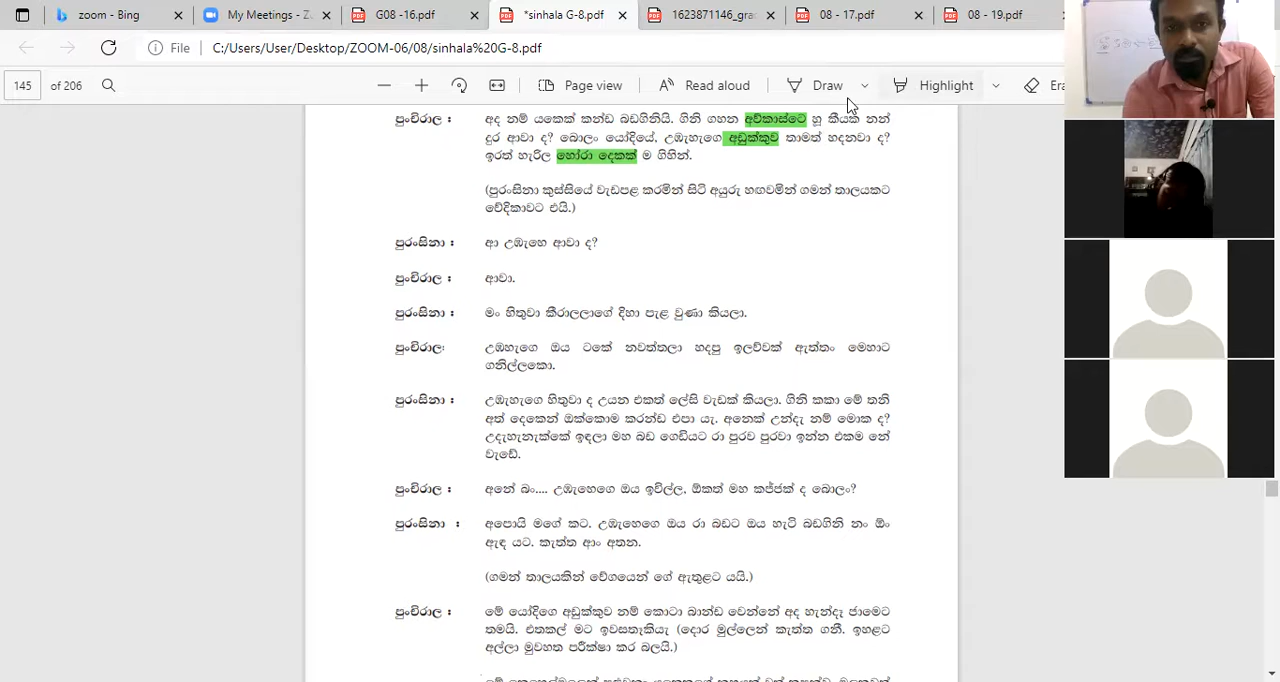 zoom - Bing
My Meetings - Z
G08 -16.pdf
*sinhala G-8.pdf
1623871146_gra
08 - 17.pdf
08 - 19.pdf
File C:/Users/User/Desktop/ZOOM-06/08/sinhala%20G-8.pdf
145 of 206 Page view Read aloud Draw Highlight Era
පුංචිරාල : අද නම් යකෙක් කන්ඩ බඩගිනියි. ගිනි ගහන අව්කාස්ටේ හූ කීයක් නන්
දුර ආවා ද? බොලං යෝදියේ, උඹැහැගෙ අඩුක්කුව තාමත් හදනවා ද?
ඉරත් හැරිල හෝරා දෙකක් ම ගිහින්.
(පුරංසිනා කුස්සියේ වැඩපළ කරමින් සිටි අයුරු හඟවමින් ගමන් තාලයකට
වේදිකාවට එයි.)
පුරංසිනා : ආ උඹැහෙ ආවා ද?
පුංචිරාල : ආවා.
පුරංසිනා : මං හිතුවා කීරාලලාගේ දිහා පැළ වුණා කියලා.
පුංචිරාල: උඹහැගෙ ඔය ටකේ නවත්තලා හදපු ඉලව්වක් ඇත්තං මෙහාට
ගනිල්ලකො.
පුරංසිනා : උඹහැගෙ හිතුවා ද උයන එකත් ලේසි වැඩක් කියලා. ගිනි කකා මේ තනි
අත් දෙකෙන් ඔක්කොම කරන්ඩ එපා යැ. අනෙක් උන්දැ නම් මොක ද?
උදැහැනැක්කේ ඉඳලා මහ බඩ ගෙඩියට රා පුරව පුරවා ඉන්න එකම නේ
වැඩේ.
පුංචිරාල : අනේ බං.... උඹැහෙගෙ ඔය ඉවිල්ල, ඕකත් මහ කජ්ජක් ද බොලං?
පුරංසිනා : අපොයි මගේ කට. උඹැහෙගෙ ඔය රා බඩට ඔය හැටි බඩගිනි නං ඕං
ඇඳ යට. කැත්ත ආං අතන.
(ගමන් තාලයකින් වේගයෙන් ගේ ඇතුළට යයි.)
පුංචිරාල : මේ යෝදිගෙ අඩුක්කුව නම් කොටා බාන්ඩ වෙන්නේ අද හැන්දෑ ජාමෙට
තමයි. එතකල් මට ඉවසතෑකියැ (දොර මුල්ලෙන් කැත්ත ගනී. ඉහළට
අල්ලා මුවහත පරීක්ෂා කර බලයි.)